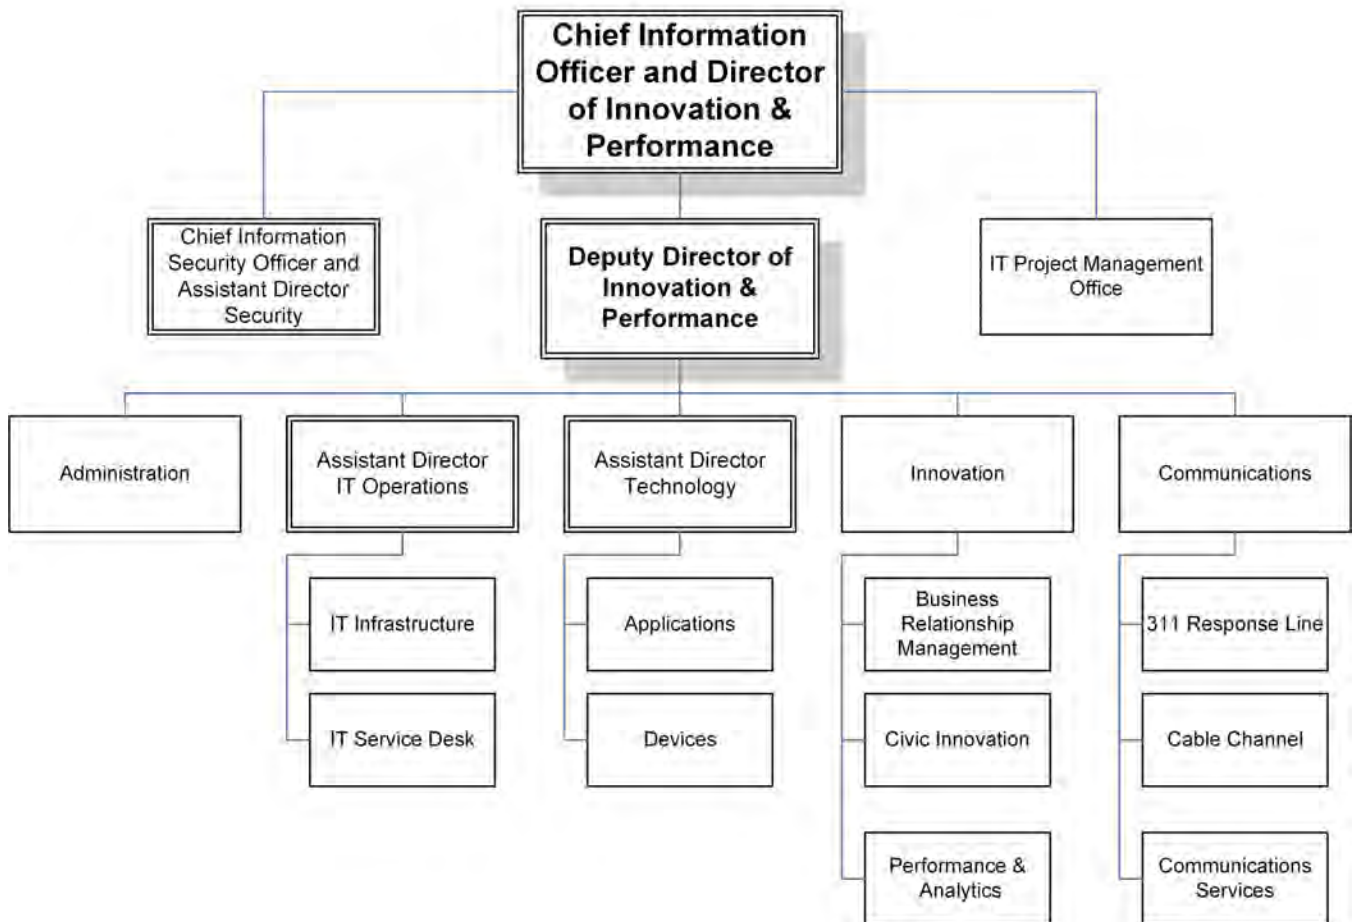 Chief Information
Officer and Director
of Innovation &
Performance
Chief Information
Security Officer and
Assistant Director
Security
Deputy Director of
Innovation &
Performance
IT Project Management
Office
Administration
Assistant Director
IT Operations
Assistant Director
Technology
Innovation
Communications
IT Infrastructure
Applications
Business
Relationship
Management
311 Response Line
IT Service Desk
Devices
Civic Innovation
Cable Channel
Performance &
Analytics
Communications
Services